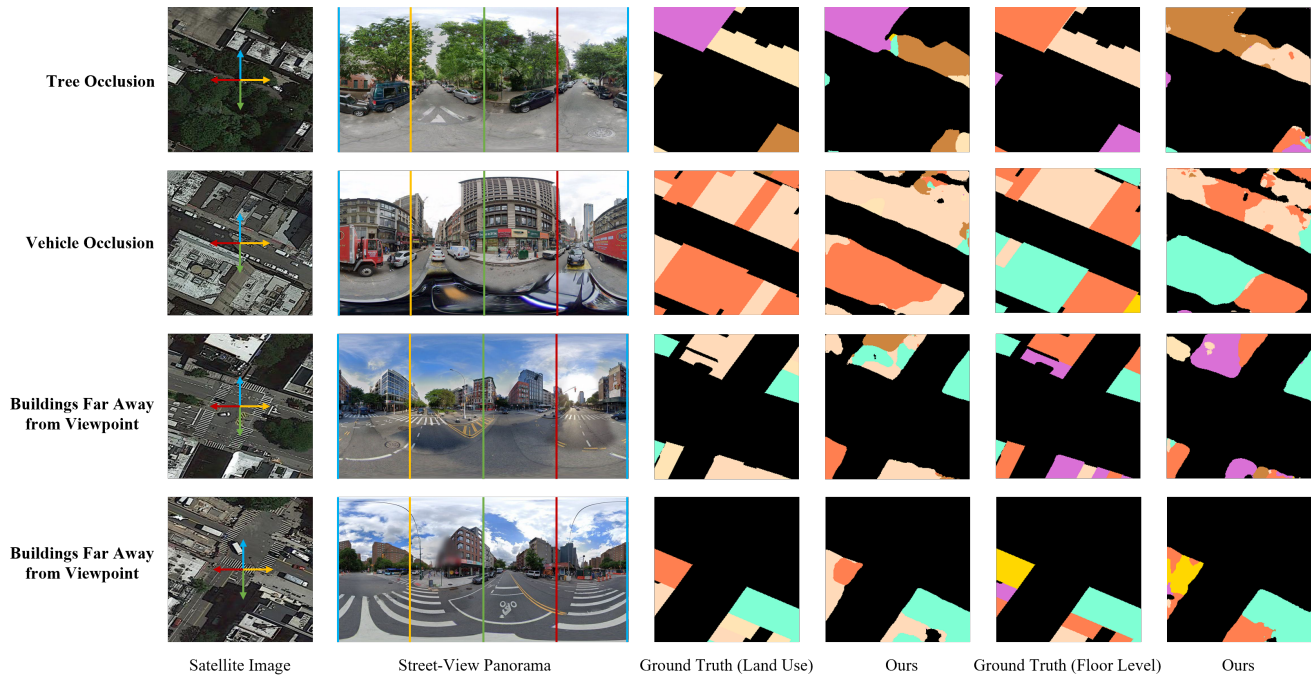 Tree Occlusion
Vehicle Occlusion
Buildings Far Away
from Viewpoint
Buildings Far Away
from Viewpoint
Satellite Image
Street-View Panorama
Ground Truth (Land Use)
Ours
Ground Truth (Floor Level)
Ours